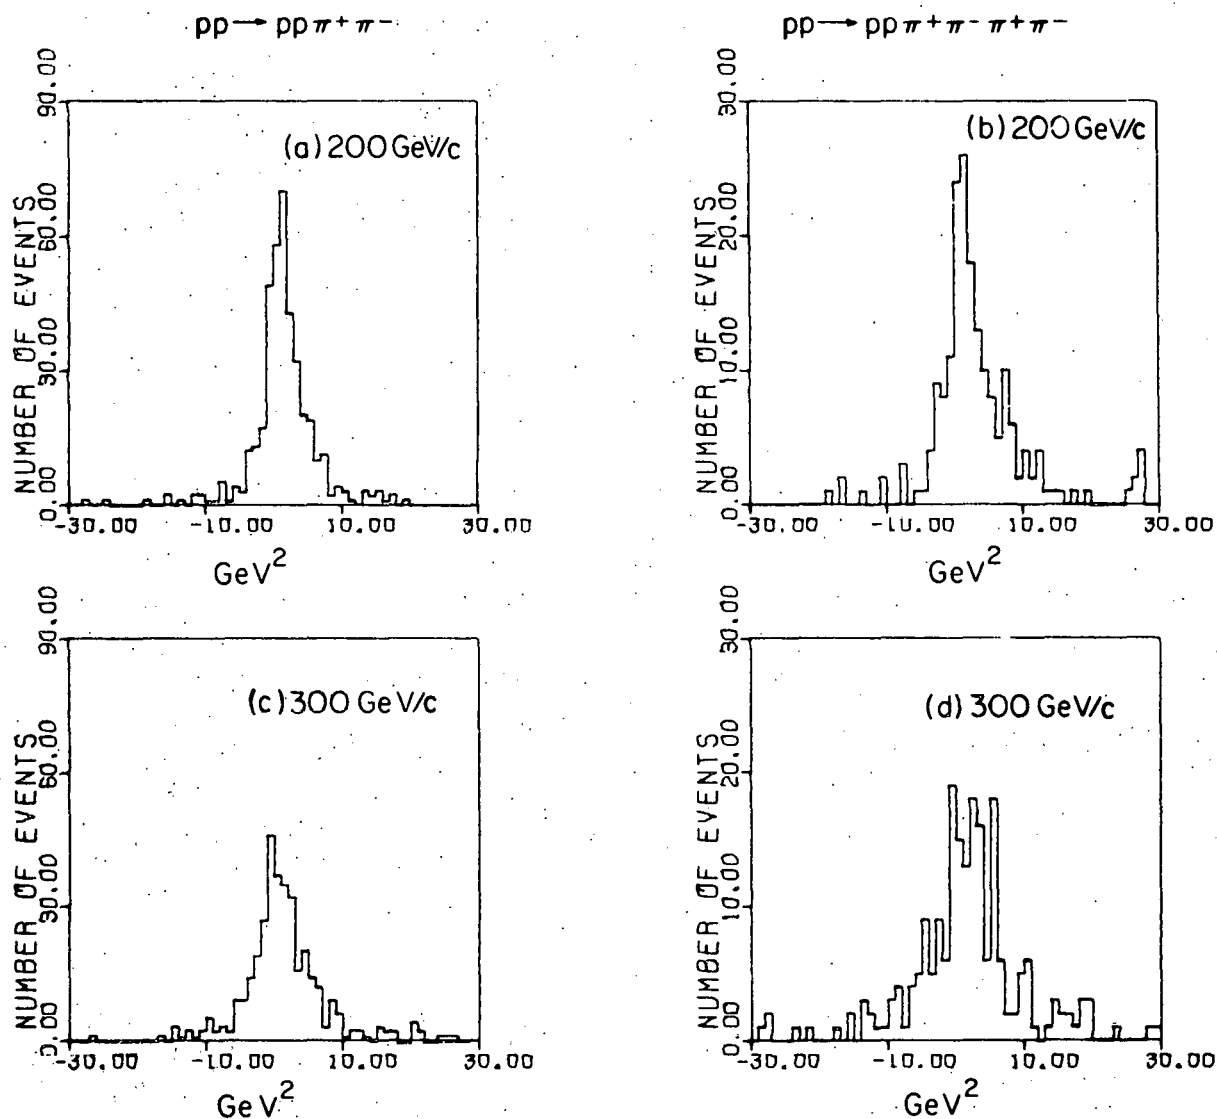 pp → pp π+ π-
pp → pp π+ π- π+ π-
(a) 200 GeV/c
NUMBER OF EVENTS
90.00
60.00
30.00
0.00
-30.00 -10.00 10.00 30.00
GeV²
(b) 200 GeV/c
NUMBER OF EVENTS
30.00
20.00
10.00
0.00
-30.00 -10.00 10.00 30.00
GeV²
(c) 300 GeV/c
NUMBER OF EVENTS
90.00
60.00
30.00
0.00
-30.00 -10.00 10.00 30.00
GeV²
(d) 300 GeV/c
NUMBER OF EVENTS
30.00
20.00
10.00
0.00
-30.00 -10.00 10.00 30.00
GeV²